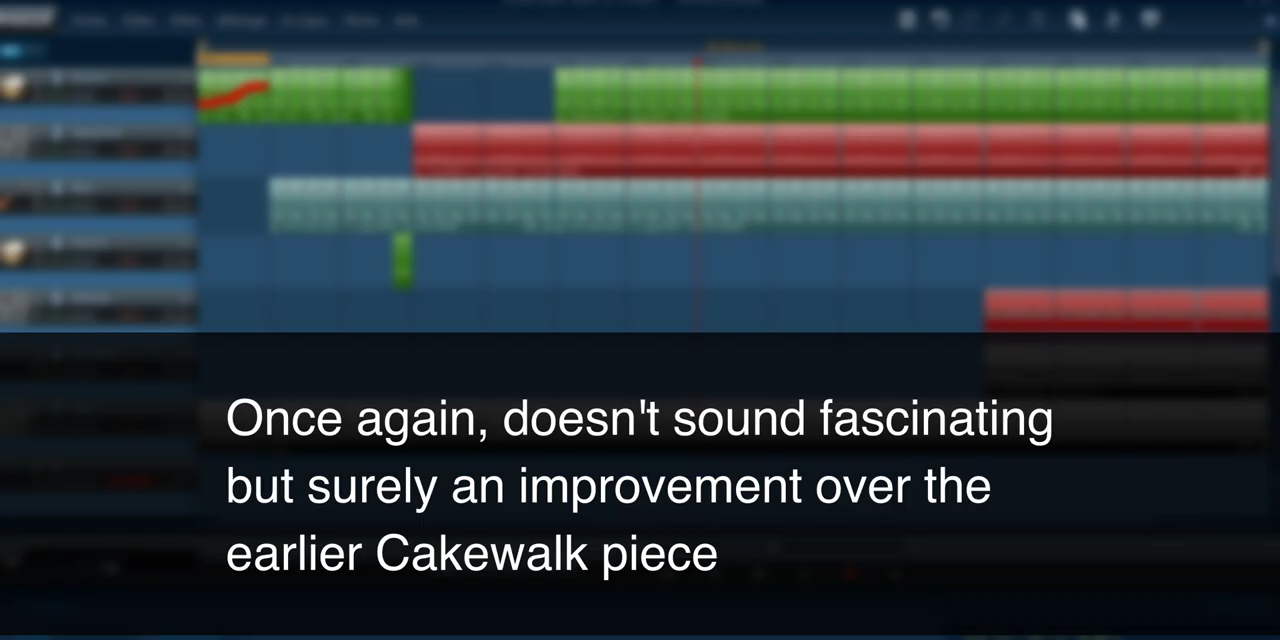 Once again, doesn't sound fascinating
but surely an improvement over the
earlier Cakewalk piece